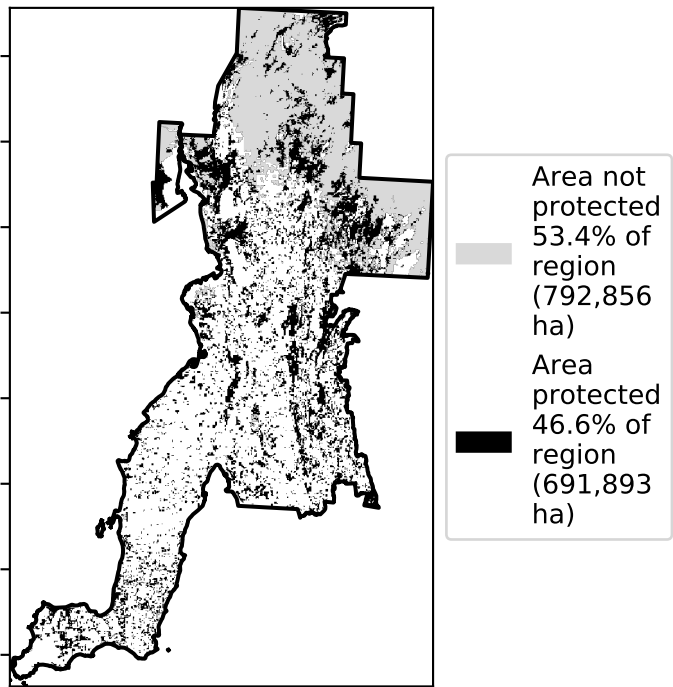 Area not
protected
53.4% of
region
(792,856
ha)
Area
protected
46.6% of
region
(691,893
ha)